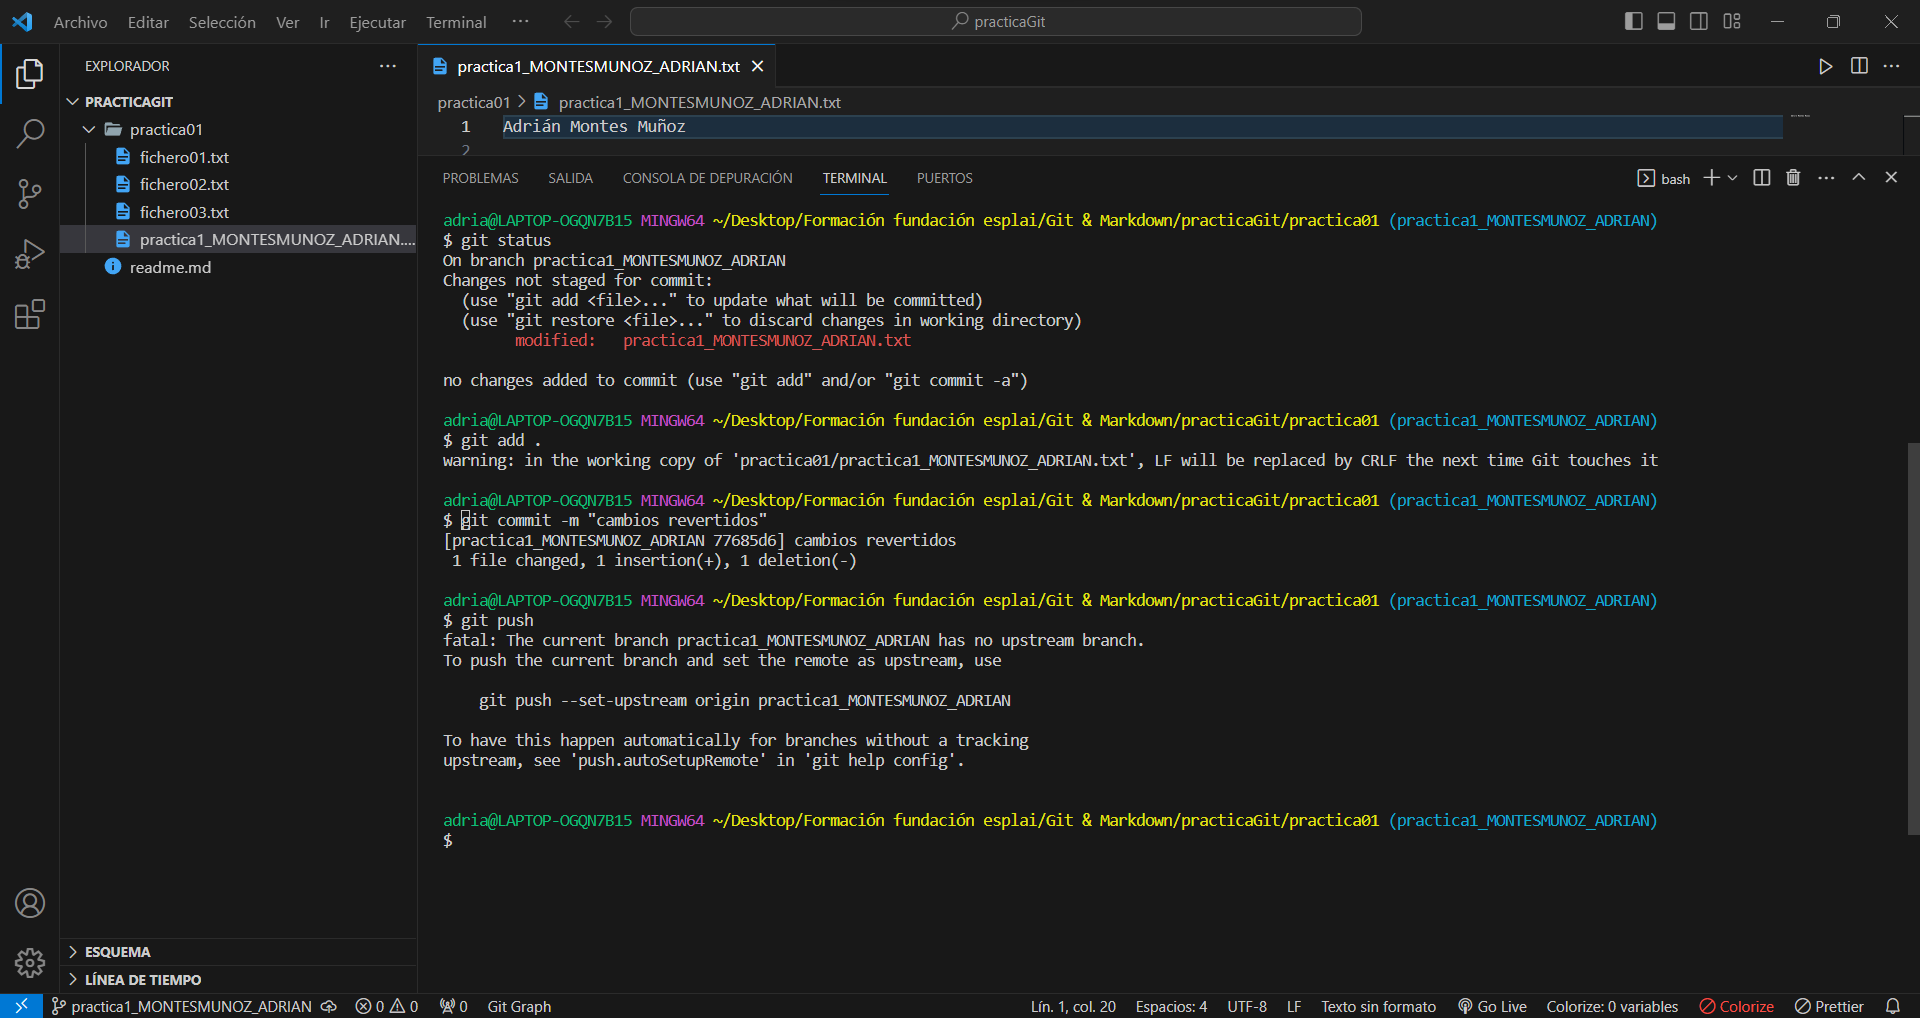 Archivo Editar Selección Ver Ir Ejecutar Terminal ··· practicaGit
EXPLORADOR ···
PRACTICAGIT
practica01
fichero01.txt
fichero02.txt
fichero03.txt
practica1_MONTESMUNOZ_ADRIAN....
readme.md
ESQUEMA
LÍNEA DE TIEMPO
practica1_MONTESMUNOZ_ADRIAN.txt
practica01 > practica1_MONTESMUNOZ_ADRIAN.txt
1 Adrián Montes Muñoz
2
PROBLEMAS SALIDA CONSOLA DE DEPURACIÓN TERMINAL PUERTOS bash
adria@LAPTOP-OGQN7B15 MINGW64 ~/Desktop/Formación fundación esplai/Git & Markdown/practicaGit/practica01 (practica1_MONTESMUNOZ_ADRIAN)
$ git status
On branch practica1_MONTESMUNOZ_ADRIAN
Changes not staged for commit:
(use "git add <file>..." to update what will be committed)
(use "git restore <file>..." to discard changes in working directory)
modified: practica1_MONTESMUNOZ_ADRIAN.txt
no changes added to commit (use "git add" and/or "git commit -a")
adria@LAPTOP-OGQN7B15 MINGW64 ~/Desktop/Formación fundación esplai/Git & Markdown/practicaGit/practica01 (practica1_MONTESMUNOZ_ADRIAN)
$ git add .
warning: in the working copy of 'practica01/practica1_MONTESMUNOZ_ADRIAN.txt', LF will be replaced by CRLF the next time Git touches it
adria@LAPTOP-OGQN7B15 MINGW64 ~/Desktop/Formación fundación esplai/Git & Markdown/practicaGit/practica01 (practica1_MONTESMUNOZ_ADRIAN)
$ git commit -m "cambios revertidos"
[practica1_MONTESMUNOZ_ADRIAN 77685d6] cambios revertidos
1 file changed, 1 insertion(+), 1 deletion(-)
adria@LAPTOP-OGQN7B15 MINGW64 ~/Desktop/Formación fundación esplai/Git & Markdown/practicaGit/practica01 (practica1_MONTESMUNOZ_ADRIAN)
$ git push
fatal: The current branch practica1_MONTESMUNOZ_ADRIAN has no upstream branch.
To push the current branch and set the remote as upstream, use
git push --set-upstream origin practica1_MONTESMUNOZ_ADRIAN
To have this happen automatically for branches without a tracking
upstream, see 'push.autoSetupRemote' in 'git help config'.
adria@LAPTOP-OGQN7B15 MINGW64 ~/Desktop/Formación fundación esplai/Git & Markdown/practicaGit/practica01 (practica1_MONTESMUNOZ_ADRIAN)
$
practica1_MONTESMUNOZ_ADRIAN 0 0 0 Git Graph Lín. 1, col. 20 Espacios: 4 UTF-8 LF Texto sin formato Go Live Colorize: 0 variables Colorize Prettier